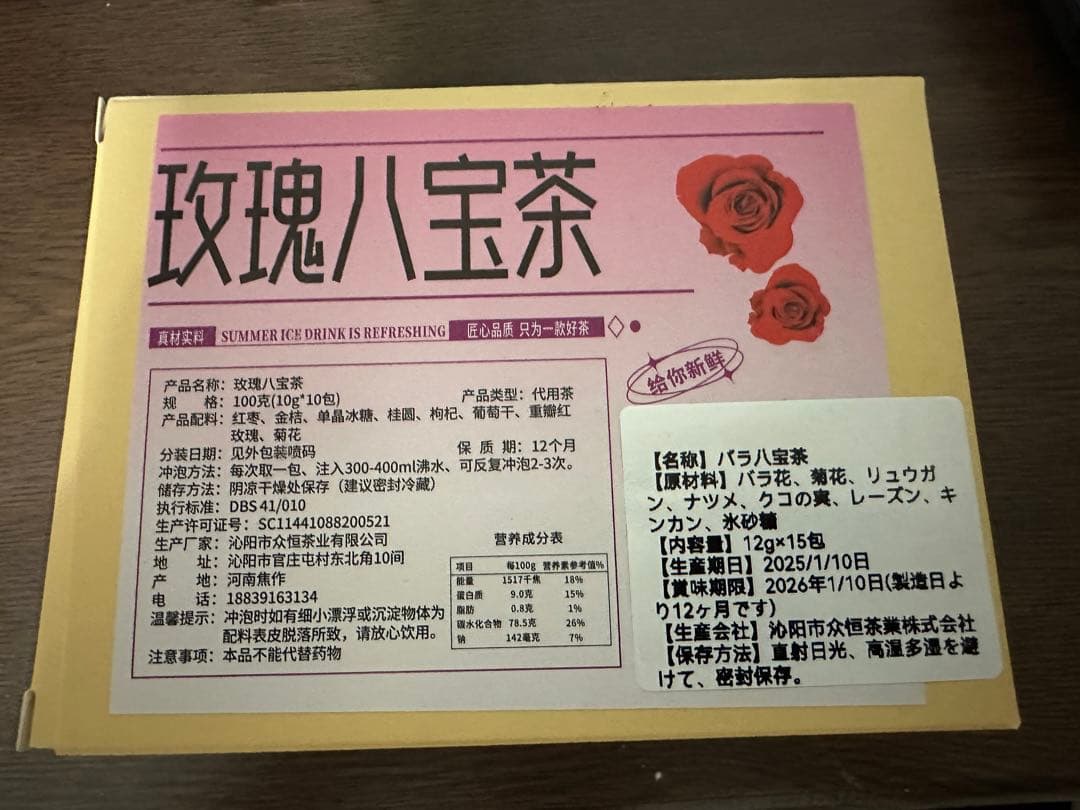 玫瑰八宝茶
真材实料 SUMMER ICE DRINK IS REFRESHING 匠心品质 只为一款好茶
给你新鲜
产品名称：玫瑰八宝茶
规 格：100克(10g*10包) 产品类型：代用茶
产品配料：红枣、金桔、单晶冰糖、桂圆、枸杞、葡萄干、重瓣红
玫瑰、菊花
分装日期：见外包装喷码 保 质 期：12个月
冲泡方法：每次取一包、注入300-400ml沸水、可反复冲泡2-3次。
储存方法：阴凉干燥处保存（建议密封冷藏）
执行标准：DBS 41/010
生产许可证号：SC11441088200521
生产厂家：沁阳市众恒茶业有限公司
地 址：沁阳市官庄屯村东北角10间
产 地：河南焦作
电 话：18839163134
温馨提示：冲泡时如有细小漂浮或沉淀物体为
配料表皮脱落所致，请放心饮用。
注意事项：本品不能代替药物
营养成分表
项目 每100g 营养素参考值%
能量 1517千焦 18%
蛋白质 9.0克 15%
脂肪 0.8克 1%
碳水化合物 78.5克 26%
钠 142毫克 7%
【名称】バラ八宝茶
【原材料】バラ花、菊花、リュウガ
ン、ナツメ、クコの実、レーズン、キ
ンカン、氷砂糖
【内容量】12g×15包
【生産期日】2025/1/10日
【賞味期限】2026年1/10日(製造日よ
り12ヶ月です)
【生産会社】沁阳市众恒茶業株式会社
【保存方法】直射日光、高温多湿を避
けて、密封保存。